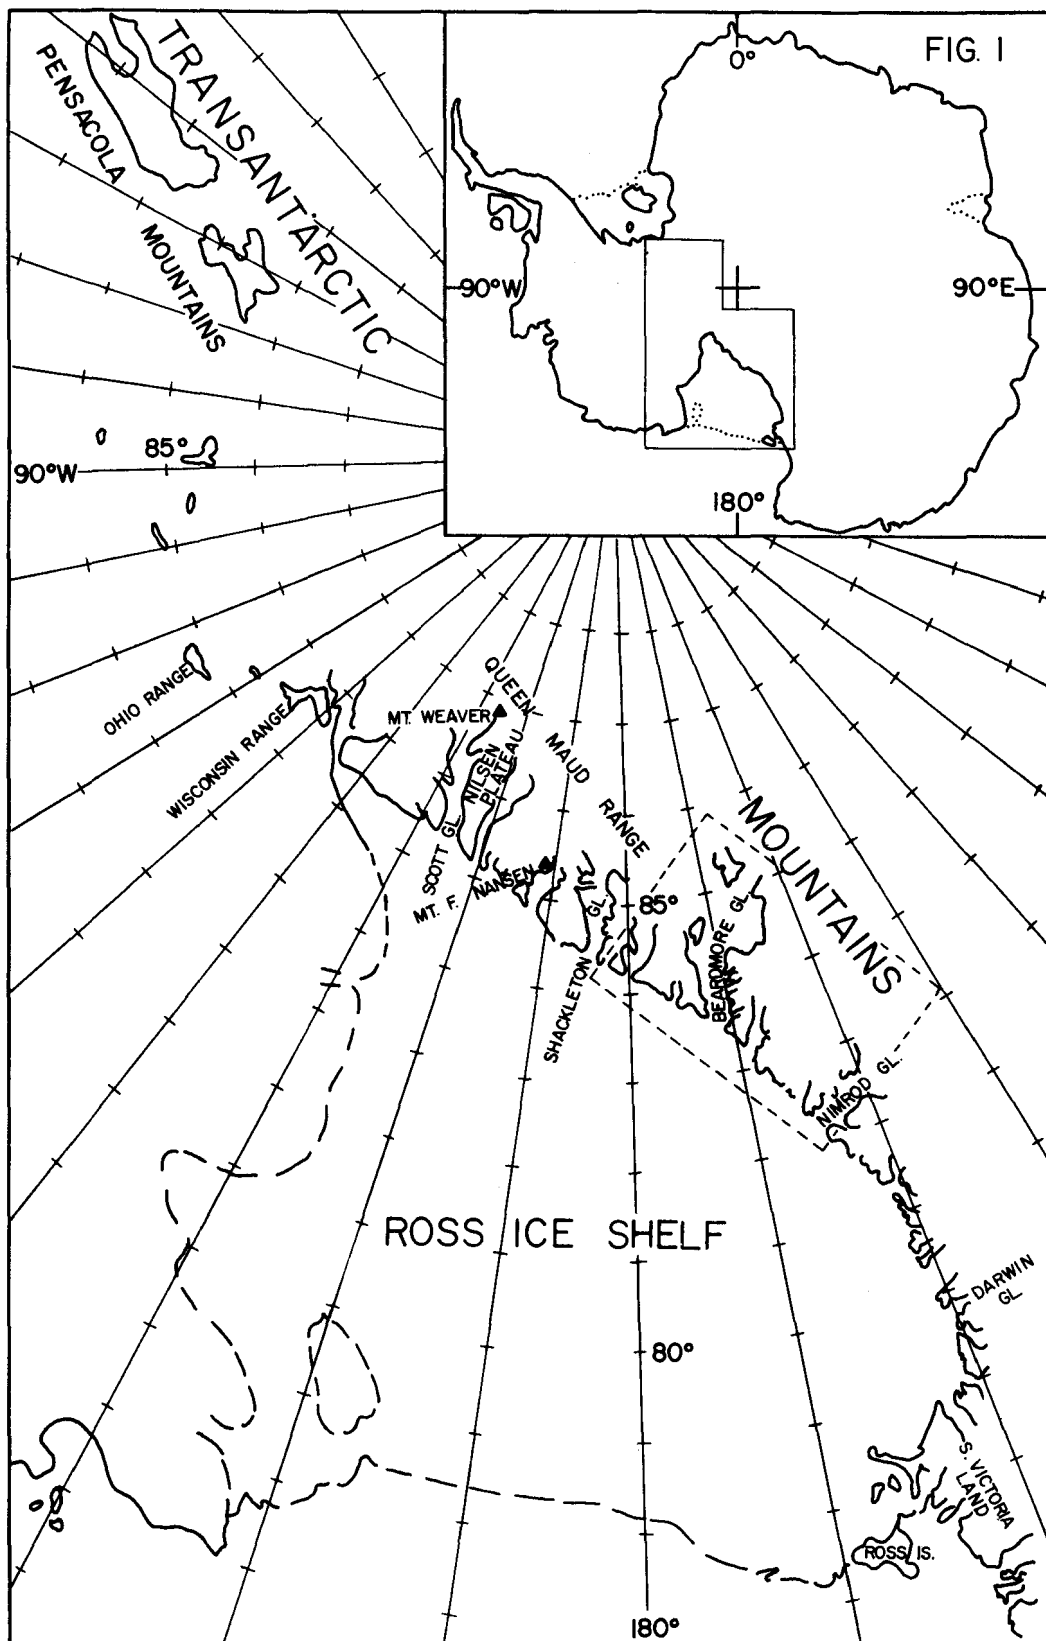 FIG. 1
0°
90°W
90°E
180°
TRANSANTARCTIC
PENSACOLA
MOUNTAINS
85°
90°W
OHIO RANGE
WISCONSIN RANGE
MT. WEAVER
QUEEN
MAUD
RANGE
NILSEN
PLATEAU
SCOTT GL.
MT. F. NANSEN
SHACKLETON
GL.
85°
BEARDMORE GL.
MOUNTAINS
NIMROD GL.
ROSS ICE SHELF
DARWIN
GL.
80°
S. VICTORIA
LAND
ROSS IS.
180°